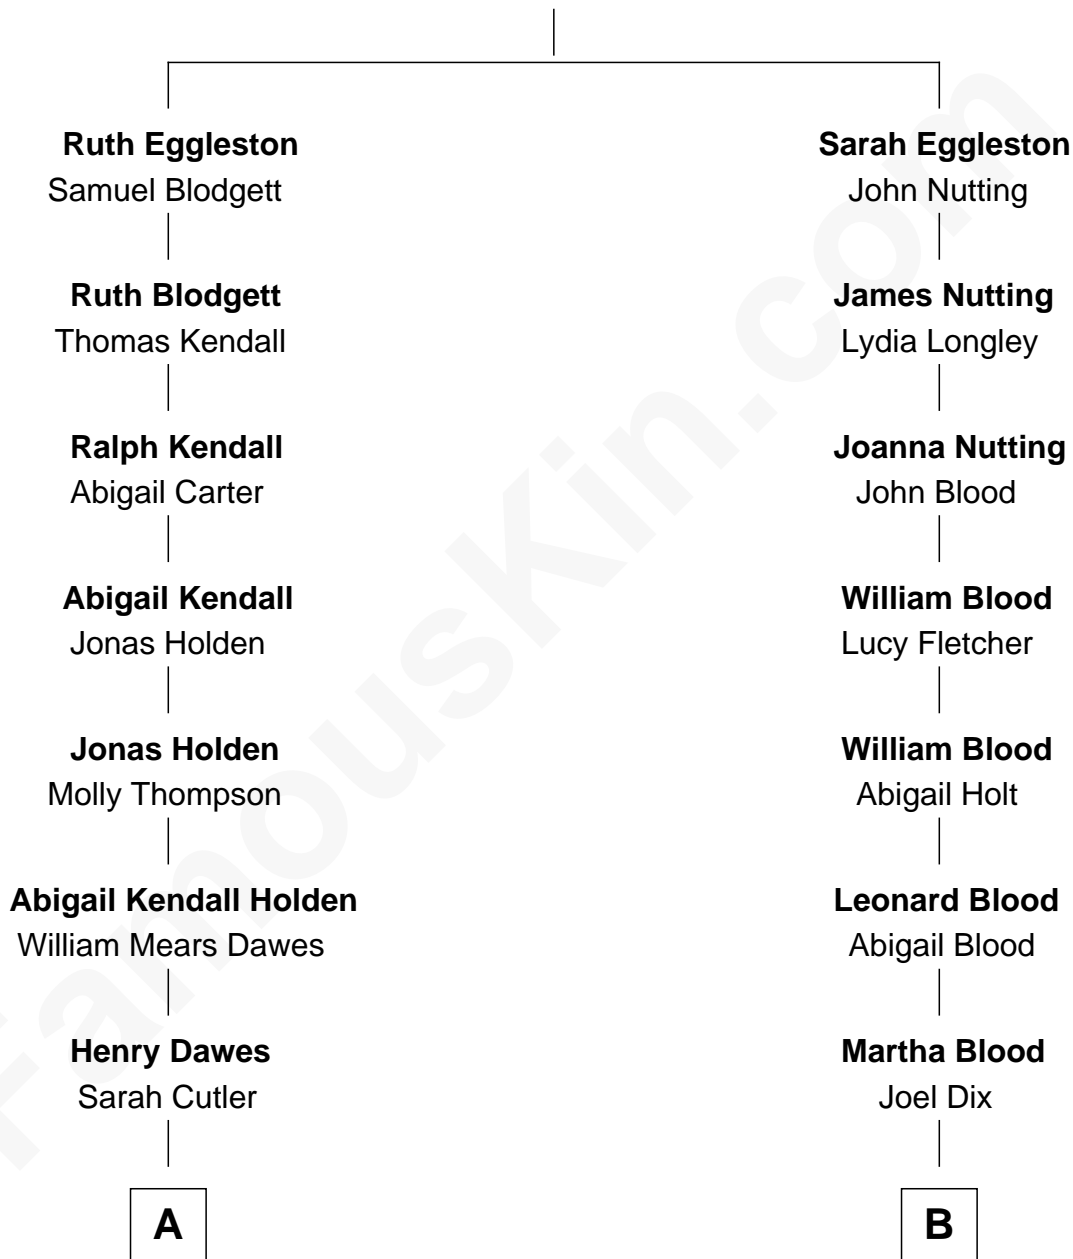 Ruth Eggleston
Samuel Blodgett
Sarah Eggleston
John Nutting
Ruth Blodgett
Thomas Kendall
James Nutting
Lydia Longley
Ralph Kendall
Abigail Carter
Joanna Nutting
John Blood
Abigail Kendall
Jonas Holden
William Blood
Lucy Fletcher
Jonas Holden
Molly Thompson
William Blood
Abigail Holt
Abigail Kendall Holden
William Mears Dawes
Leonard Blood
Abigail Blood
Henry Dawes
Sarah Cutler
Martha Blood
Joel Dix
A
B
FamousKin.com